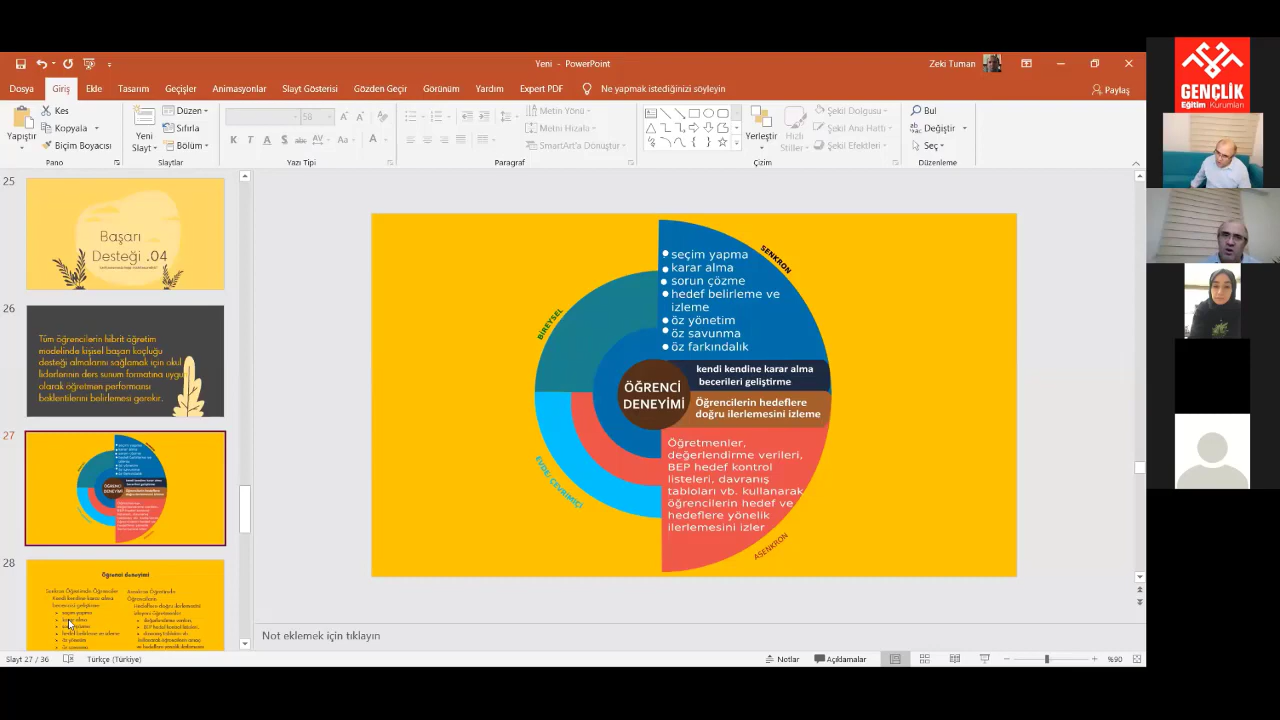 Yeni - PowerPoint
Zeki Tuman
Dosya
Giriş
Ekle
Tasarım
Geçişler
Animasyonlar
Slayt Gösterisi
Gözden Geçir
Görünüm
Yardım
Expert PDF
Ne yapmak istediğinizi söyleyin
Paylaş
Yapıştır
Kes
Kopyala
Biçim Boyacısı
Pano
Yeni
Slayt
Düzen
Sıfırla
Bölüm
Slaytlar
58
K T A S abc AV Aa A
Yazı Tipi
Metin Yönü
Metin Hizala
SmartArt'a Dönüştür
Paragraf
Yerleştir
Hızlı
Stiller
Şekil Dolgusu
Şekil Ana Hattı
Şekil Efektleri
Çizim
Bul
Değiştir
Seç
Düzenleme
GENÇLİK
Eğitim Kurumları
25
Başarı
Desteği .04
26
Tüm öğrencilerin hibrit öğretim
modelinde kişisel başarı koçluğu
desteği almalarını sağlamak için okul
liderlerinin ders sunum formatına uygun
olarak öğretmen performansı
beklentilerini belirlemesi gerekir.
27
28
Öğrenci deneyimi
SENKRON
BİREYSEL
seçim yapma
karar alma
sorun çözme
hedef belirleme ve
izleme
öz yönetim
öz savunma
öz farkındalık
ÖĞRENCİ
DENEYİMİ
kendi kendine karar alma
becerileri geliştirme
Öğrencilerin hedeflere
doğru ilerlemesini izleme
Öğretmenler,
değerlendirme verileri,
BEP hedef kontrol
listeleri, davranış
tabloları vb. kullanarak
öğrencilerin hedef ve
hedeflere yönelik
ilerlemesini izler
EVDE/ ÇEVRİMİÇİ
ASENKRON
Not eklemek için tıklayın
Slayt 27 / 36
Türkçe (Türkiye)
Notlar
Açıklamalar
%90